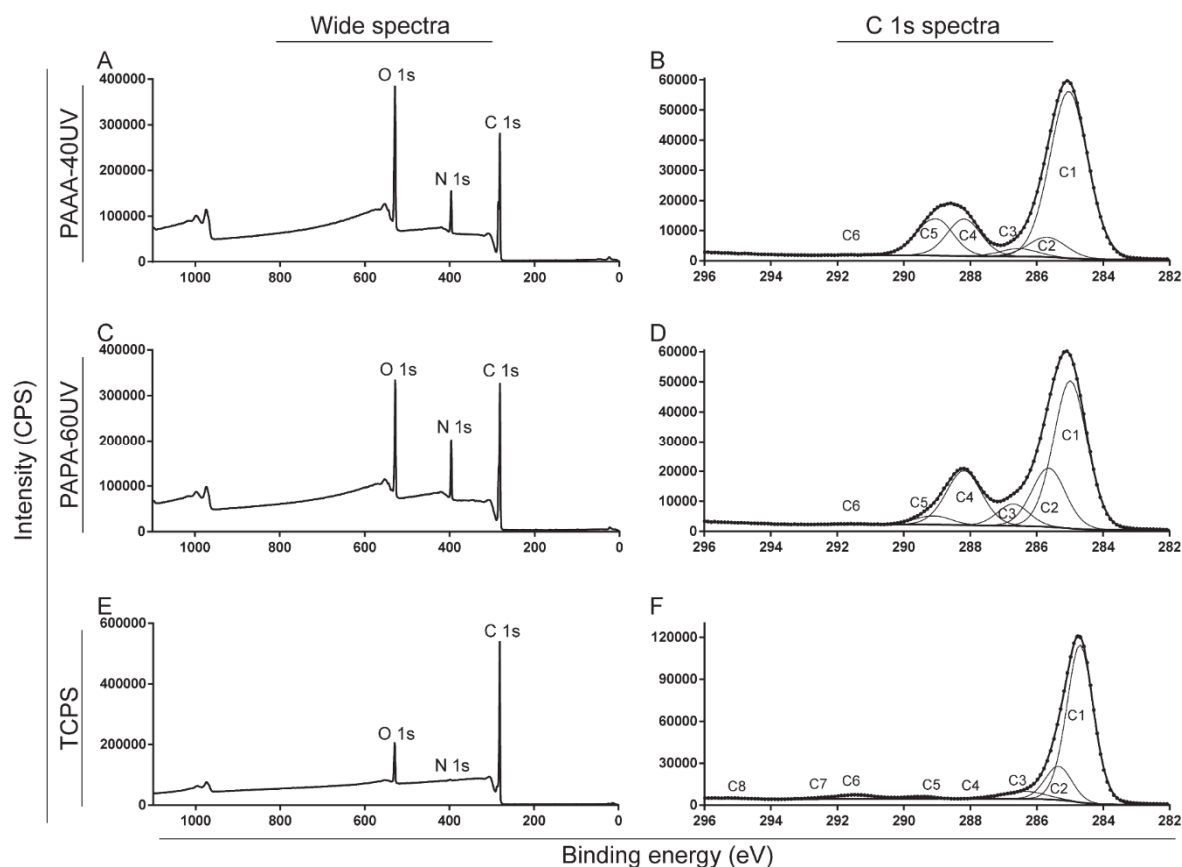 Wide spectra
C 1s spectra
Intensity (CPS)
PAAA-40UV
A
400000
300000
200000
100000
0
O 1s
N 1s
C 1s
1000 800 600 400 200 0
B
60000
50000
40000
30000
20000
10000
0
C6 C5 C4 C3 C2 C1
296 294 292 290 288 286 284 282
PAPA-60UV
C
400000
300000
200000
100000
0
O 1s
N 1s
C 1s
1000 800 600 400 200 0
D
60000
50000
40000
30000
20000
10000
0
C6 C5 C4 C3 C2 C1
296 294 292 290 288 286 284 282
TCPS
E
600000
400000
200000
0
O 1s
N 1s
C 1s
1000 800 600 400 200 0
F
120000
90000
60000
30000
0
C8 C7 C6 C5 C4 C3 C2 C1
296 294 292 290 288 286 284 282
Binding energy (eV)